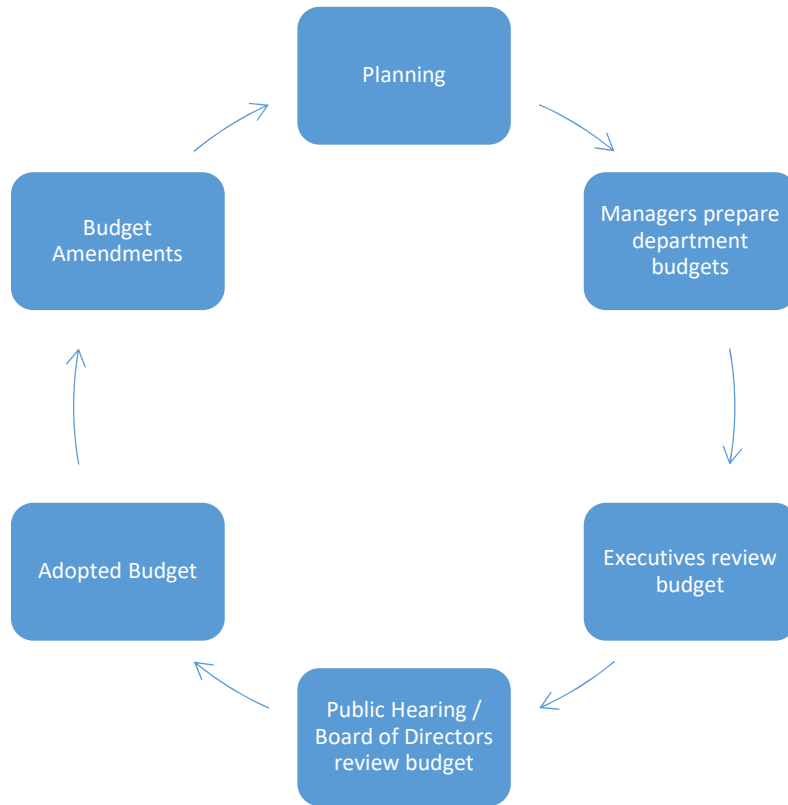 Planning
Managers prepare
department
budgets
Executives review
budget
Public Hearing /
Board of Directors
review budget
Adopted Budget
Budget
Amendments